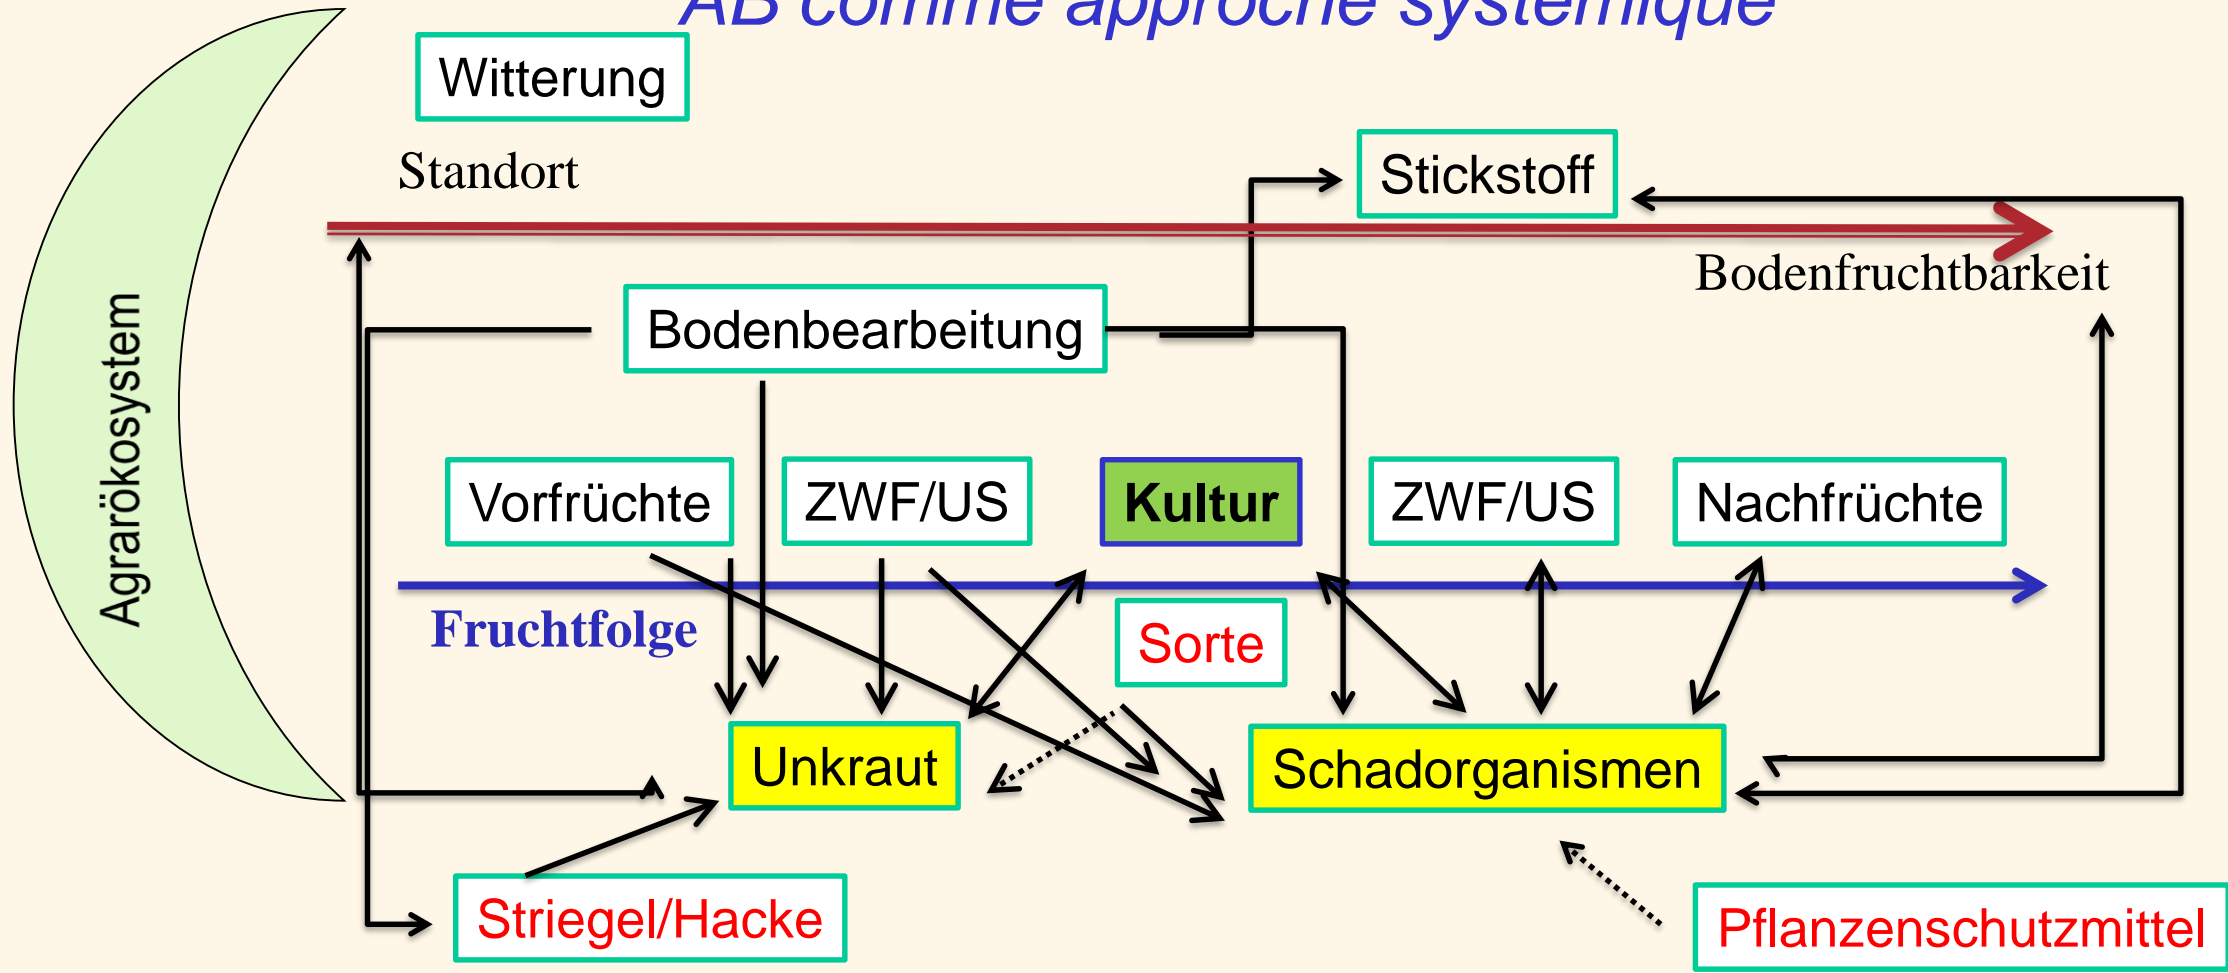 AB comme approche systémique
Witterung
Standort
Stickstoff
Bodenfruchtbarkeit
Bodenbearbeitung
Agrarökosystem
Vorfrüchte
ZWF/US
Kultur
ZWF/US
Nachfrüchte
Fruchtfolge
Sorte
Unkraut
Schadorganismen
Striegel/Hacke
Pflanzenschutzmittel